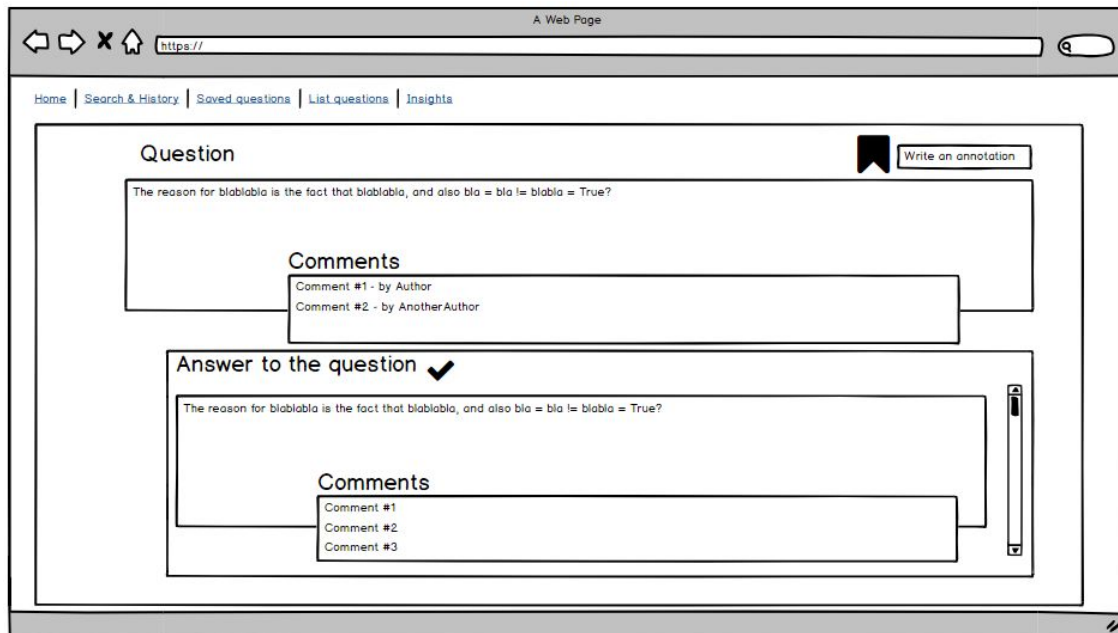 A Web Page
https://
Home Search & History Saved questions List questions Insights
Question
Write an annotation
The reason for blablabla is the fact that blablabla, and also bla = bla != blabla = True?
Comments
Comment #1 - by Author
Comment #2 - by AnotherAuthor
Answer to the question
The reason for blablabla is the fact that blablabla, and also bla = bla != blabla = True?
Comments
Comment #1
Comment #2
Comment #3